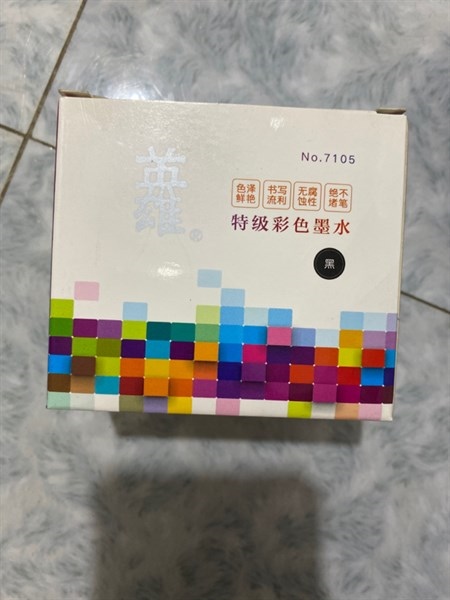 英雄®
No.7105
色泽鲜艳 书写流利 无腐蚀性 绝不堵笔
特级彩色墨水
黑